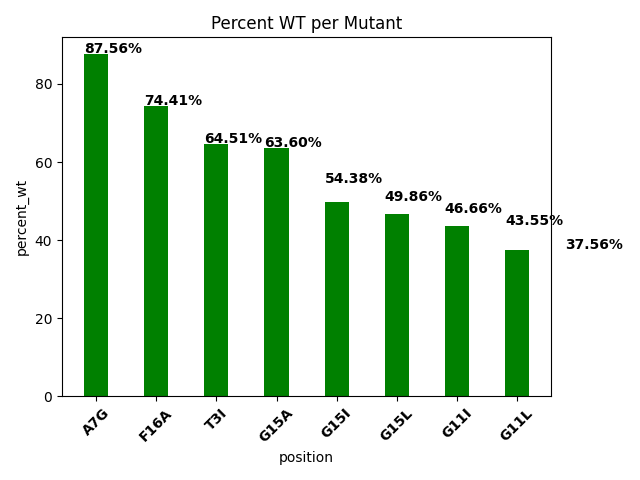 Percent WT per Mutant
87.56%
74.41%
64.51%
63.60%
54.38%
49.86%
46.66%
43.55%
37.56%
80
60
40
20
0
percent_wt
A7G
F16A
T3I
G15A
G15I
G15L
G11I
G11L
position